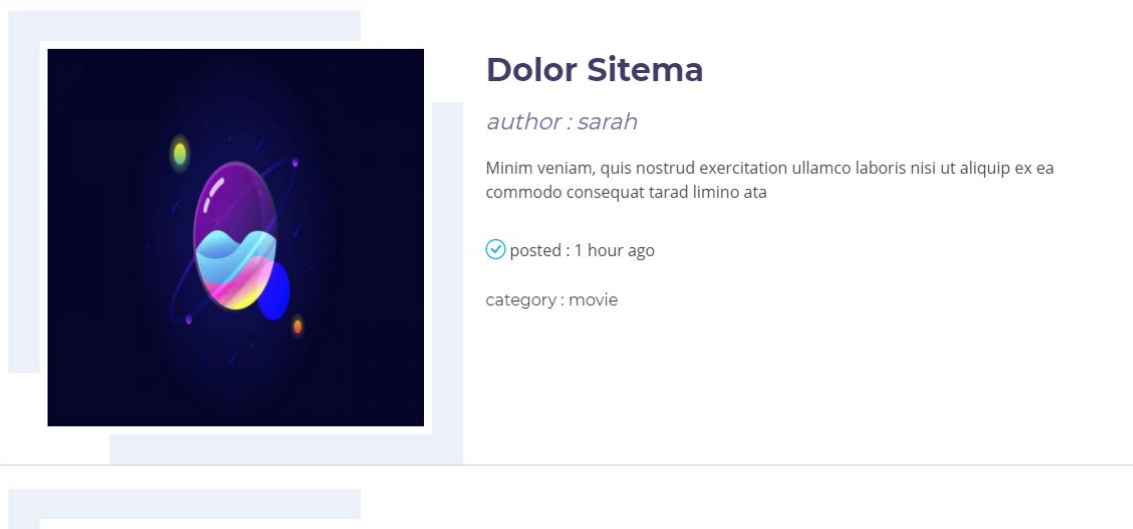 Dolor Sitema
author : sarah
Minim veniam, quis nostrud exercitation ullamco laboris nisi ut aliquip ex ea
commodo consequat tarad limino ata
posted : 1 hour ago
category : movie